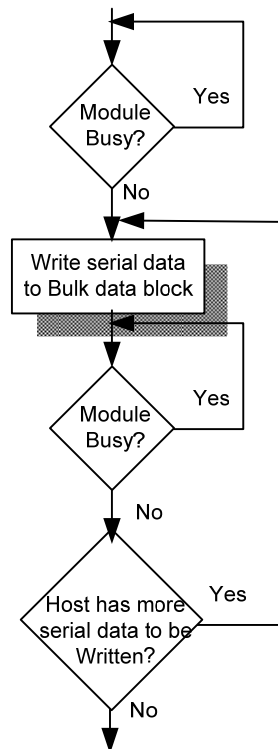 Module
Busy?
Yes
No
Write serial data
to Bulk data block
Yes
Module
Busy?
No
Yes
Host has more
serial data to be
Written?
No